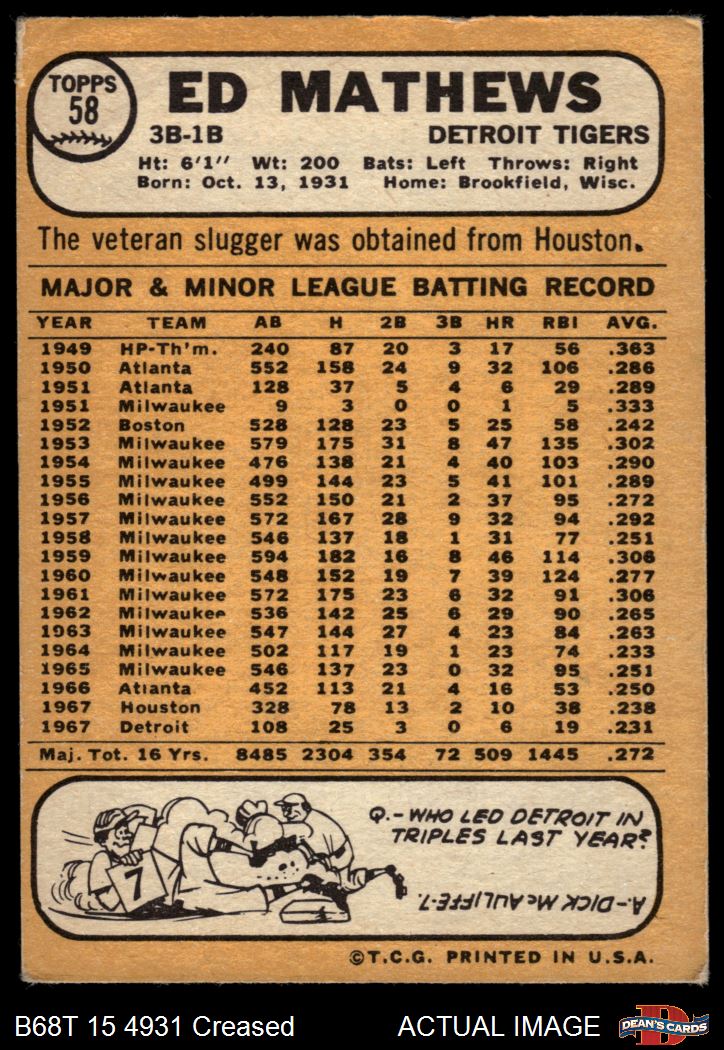 TOPPS
58
ED MATHEWS
3B-1B DETROIT TIGERS
Ht: 6'1" Wt: 200 Bats: Left Throws: Right
Born: Oct. 13, 1931 Home: Brookfield, Wisc.
The veteran slugger was obtained from Houston.
MAJOR & MINOR LEAGUE BATTING RECORD
YEAR TEAM AB H 2B 3B HR RBI AVG.
1949 HP-Th'm. 240 87 20 3 17 56 .363
1950 Atlanta 552 158 24 9 32 106 .286
1951 Atlanta 128 37 5 4 6 29 .289
1951 Milwaukee 9 3 0 0 1 5 .333
1952 Boston 528 128 23 5 25 58 .242
1953 Milwaukee 579 175 31 8 47 135 .302
1954 Milwaukee 476 138 21 4 40 103 .290
1955 Milwaukee 499 144 23 5 41 101 .289
1956 Milwaukee 552 150 21 2 37 95 .272
1957 Milwaukee 572 167 28 9 32 94 .292
1958 Milwaukee 546 137 18 1 31 77 .251
1959 Milwaukee 594 182 16 8 46 114 .306
1960 Milwaukee 548 152 19 7 39 124 .277
1961 Milwaukee 572 175 23 6 32 91 .306
1962 Milwaukee 536 142 25 6 29 90 .265
1963 Milwaukee 547 144 27 4 23 84 .263
1964 Milwaukee 502 117 19 1 23 74 .233
1965 Milwaukee 546 137 23 0 32 95 .251
1966 Atlanta 452 113 21 4 16 53 .250
1967 Houston 328 78 13 2 10 38 .238
1967 Detroit 108 25 3 0 6 19 .231
Maj. Tot. 16 Yrs. 8485 2304 354 72 509 1445 .272
Q.-WHO LED DETROIT IN
TRIPLES LAST YEAR?
7
A-DICK McAULIFFE-7.
©T.C.G. PRINTED IN U.S.A.
B68T 15 4931 Creased ACTUAL IMAGE
D
DEAN'S CARDS